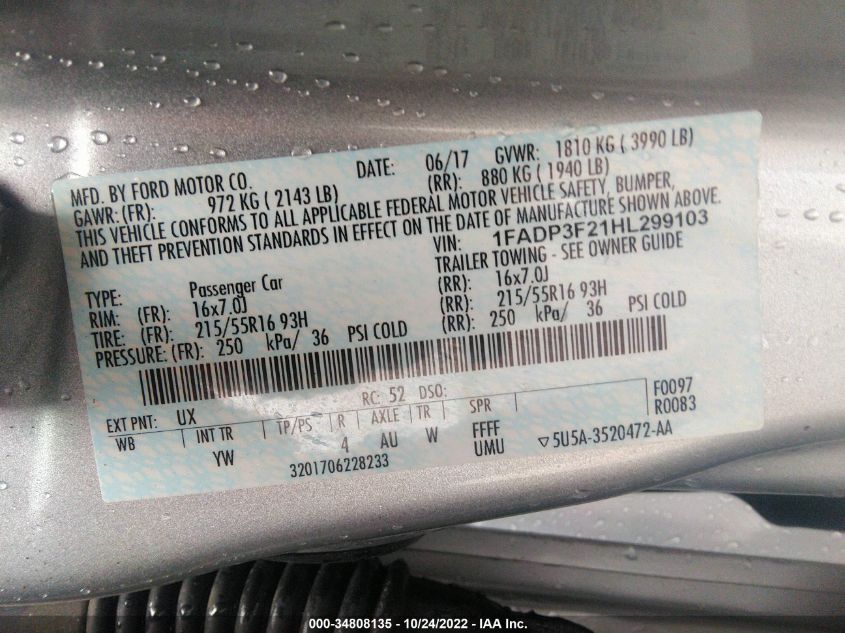 MFD. BY FORD MOTOR CO. DATE: 06/17 GVWR: 1810 KG ( 3990 LB)
GAWR: (FR): 972 KG ( 2143 LB) (RR): 880 KG ( 1940 LB)
THIS VEHICLE CONFORMS TO ALL APPLICABLE FEDERAL MOTOR VEHICLE SAFETY, BUMPER,
AND THEFT PREVENTION STANDARDS IN EFFECT ON THE DATE OF MANUFACTURE SHOWN ABOVE.
VIN: 1FADP3F21HL299103
TYPE: Passenger Car TRAILER TOWING - SEE OWNER GUIDE
RIM: (FR): 16x7.0J (RR): 16x7.0J
TIRE: (FR): 215/55R16 93H (RR): 215/55R16 93H
PRESSURE: (FR): 250 kPa/ 36 PSI COLD (RR): 250 kPa/ 36 PSI COLD
EXT PNT: UX RC: 52 DSO: F0097
R0083
WB INT TR TP/PS R AXLE TR SPR
YW 4 AU W FFFF
UMU
3201706228233 5U5A-3520472-AA
000-34808135 - 10/24/2022 - IAA Inc.